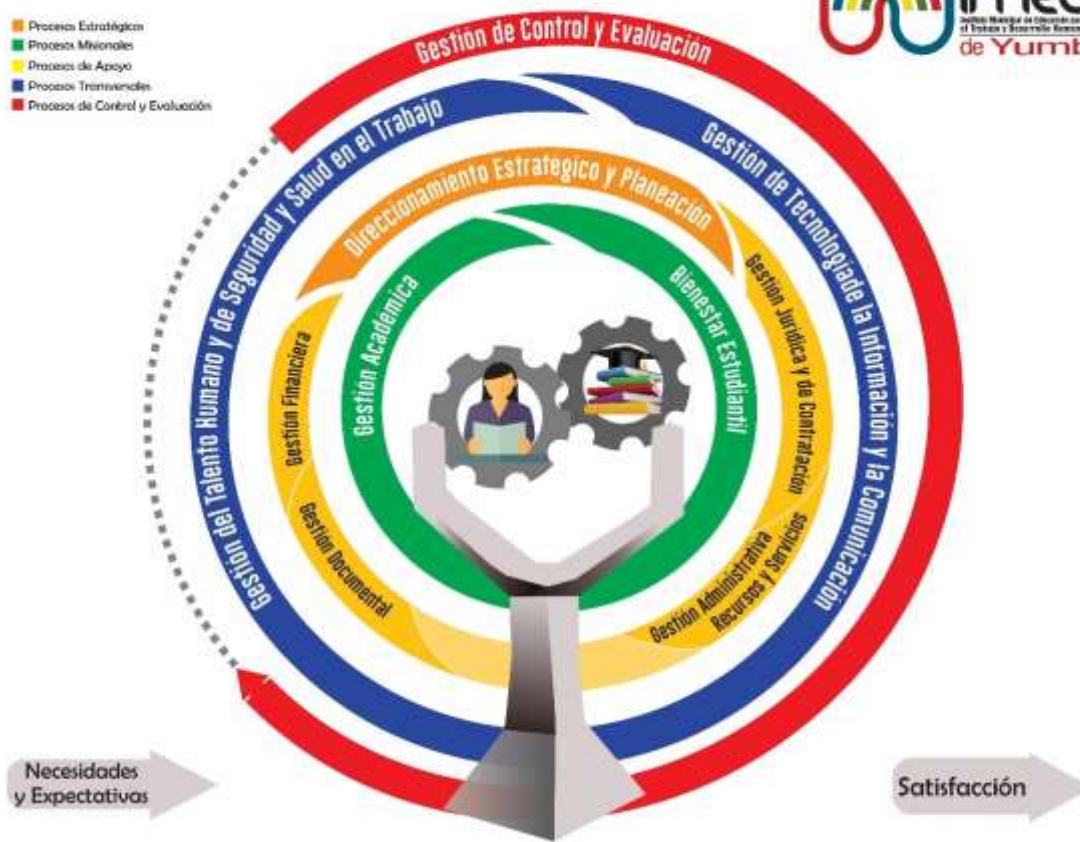 Procesos Estratégicos
Procesos Misionales
Procesos de Apoyo
Procesos Transversales
Procesos de Control y Evaluación
de Yumb
Gestión de Control y Evaluación
Gestión del Talento Humano y de Seguridad y Salud en el Trabajo
Gestión de Tecnologiade la Información y la Comunicación
Direccionamiento Estratégico y Planeación
Gestión Financiera
Gestión Documental
Gestión Jurídica y de Contratación
Gestión Administrativa
Recursos y Servicios
Gestión Académica
Bienestar Estudiantil
Necesidades
y Expectativas
Satisfacción